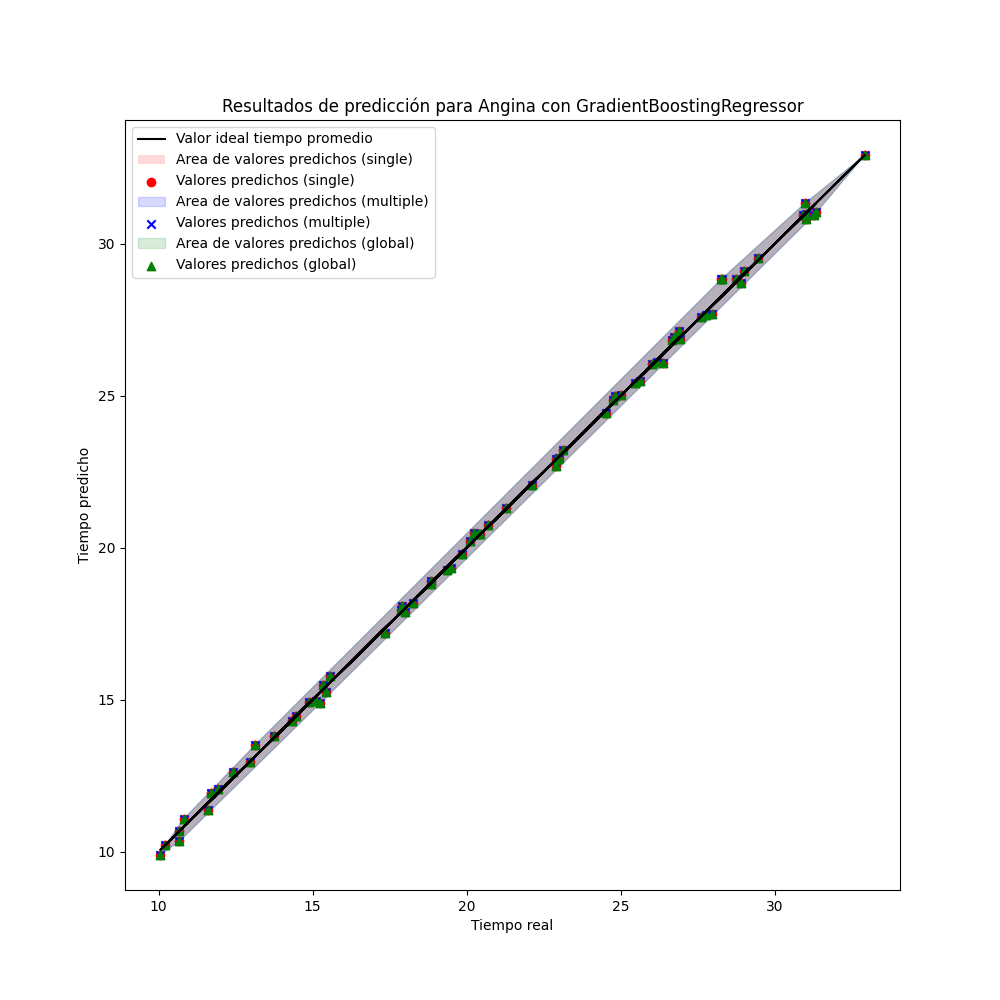 Resultados de predicción para Angina con GradientBoostingRegressor
Valor ideal tiempo promedio
Area de valores predichos (single)
Valores predichos (single)
Area de valores predichos (multiple)
Valores predichos (multiple)
Area de valores predichos (global)
Valores predichos (global)
Tiempo predicho
30
25
20
15
10
10 15 20 25 30
Tiempo real